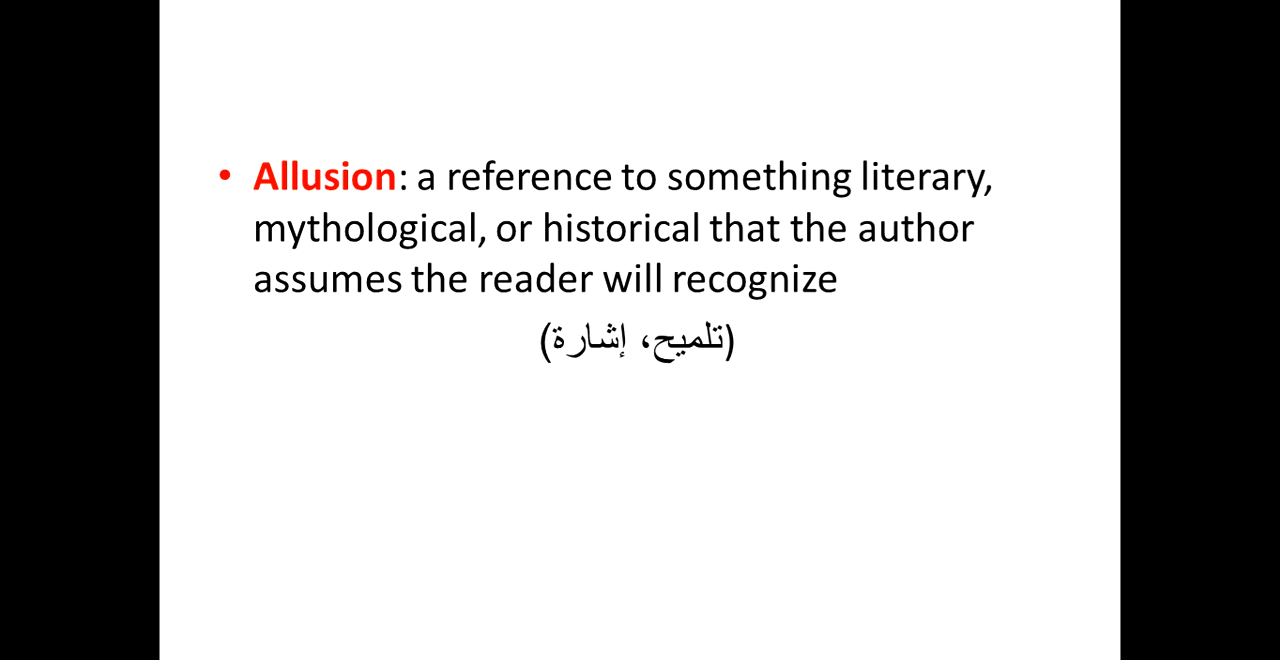 • Allusion: a reference to something literary,
mythological, or historical that the author
assumes the reader will recognize
(تلميح، إشارة)